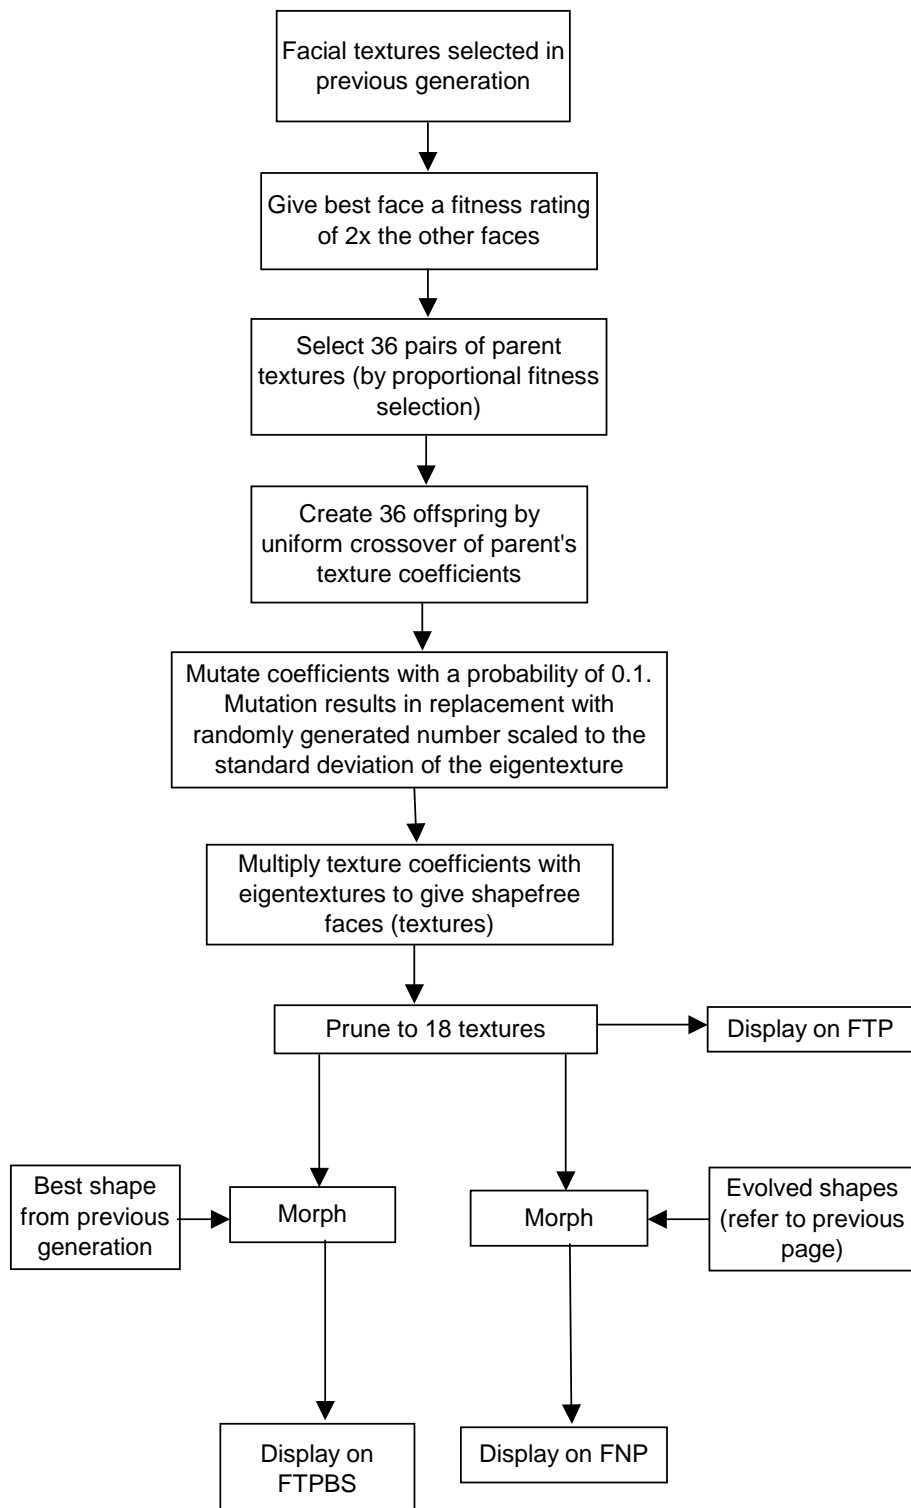 Facial textures selected in
previous generation
Give best face a fitness rating
of 2x the other faces
Select 36 pairs of parent
textures (by proportional fitness
selection)
Create 36 offspring by
uniform crossover of parent's
texture coefficients
Mutate coefficients with a probability of 0.1.
Mutation results in replacement with
randomly generated number scaled to the
standard deviation of the eigentexture
Multiply texture coefficients with
eigentextures to give shapefree
faces (textures)
Prune to 18 textures
Display on FTP
Best shape
from previous
generation
Morph
Morph
Evolved shapes
(refer to previous
page)
Display on
FTPBS
Display on FNP